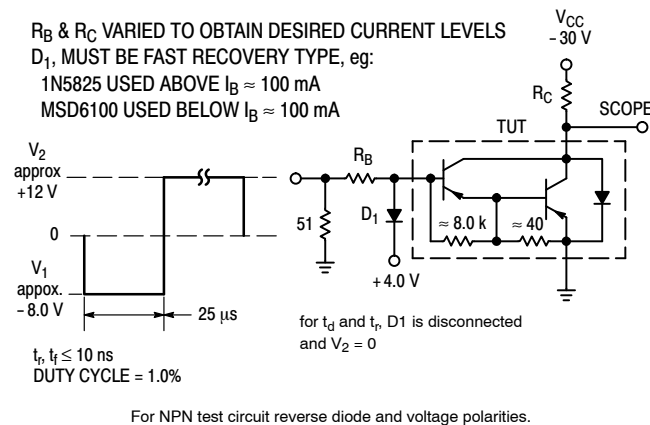 R_B & R_C VARIED TO OBTAIN DESIRED CURRENT LEVELS
D_1, MUST BE FAST RECOVERY TYPE, eg:
1N5825 USED ABOVE I_B ≈ 100 mA
MSD6100 USED BELOW I_B ≈ 100 mA
V_CC
- 30 V
R_C
SCOPE
TUT
V_2
approx
+12 V
0
V_1
appox.
- 8.0 V
25 μs
51
R_B
D_1
≈ 8.0 k
≈ 40
+ 4.0 V
t_r, t_f ≤ 10 ns
DUTY CYCLE = 1.0%
for t_d and t_r, D1 is disconnected
and V_2 = 0
For NPN test circuit reverse diode and voltage polarities.